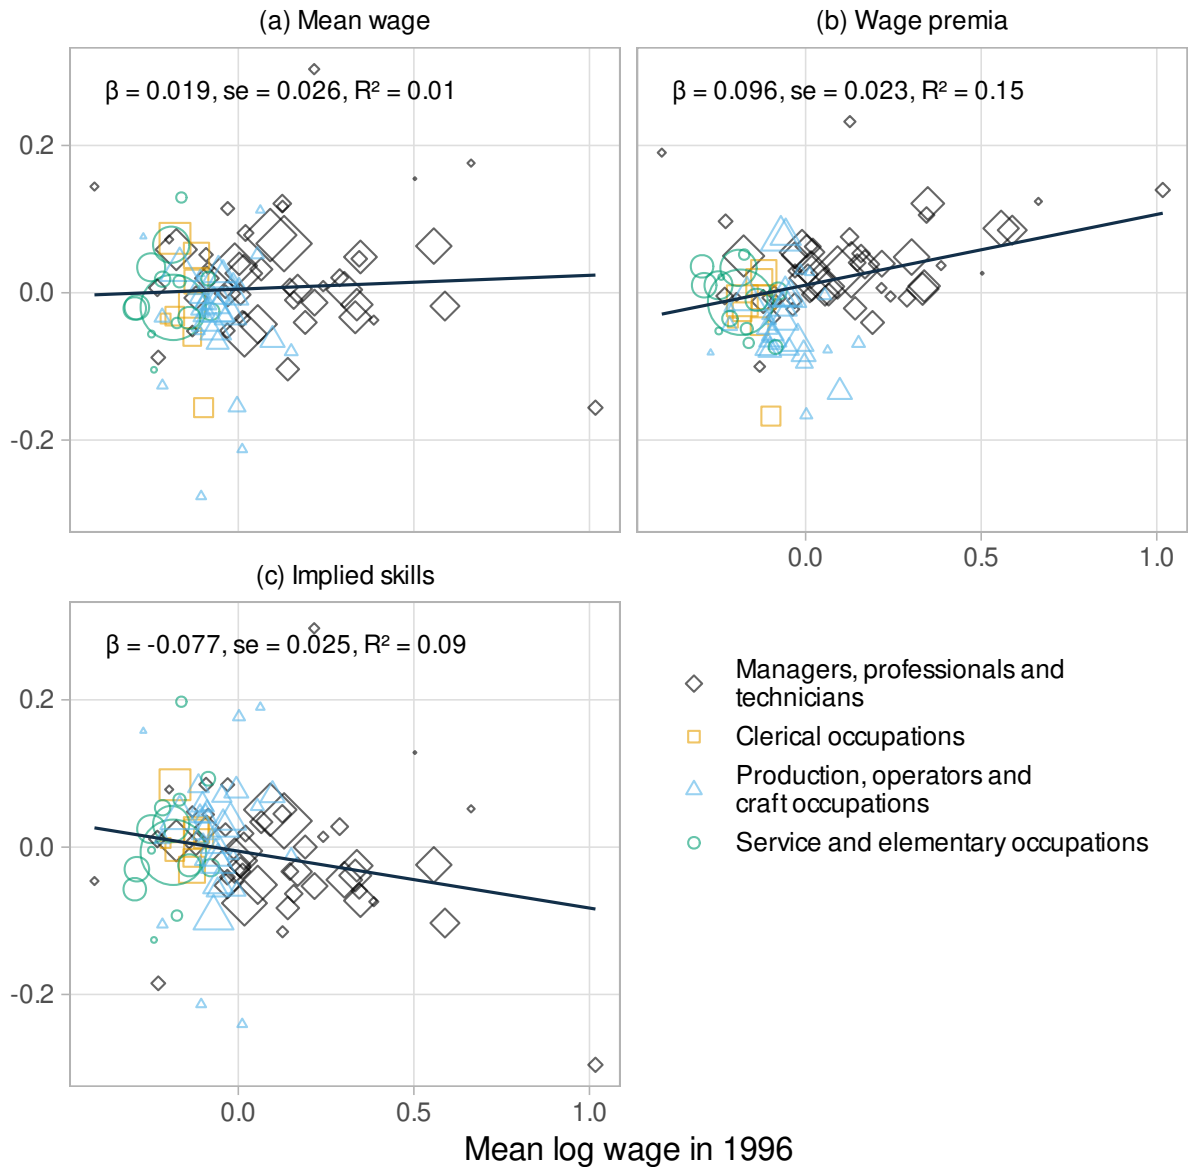 (a) Mean wage
(b) Wage premia
β = 0.019, se = 0.026, R² = 0.01
β = 0.096, se = 0.023, R² = 0.15
0.2
0.0
-0.2
0.0
0.5
1.0
(c) Implied skills
β = -0.077, se = 0.025, R² = 0.09
0.2
0.0
-0.2
0.0
0.5
1.0
Managers, professionals and
technicians
Clerical occupations
Production, operators and
craft occupations
Service and elementary occupations
Mean log wage in 1996